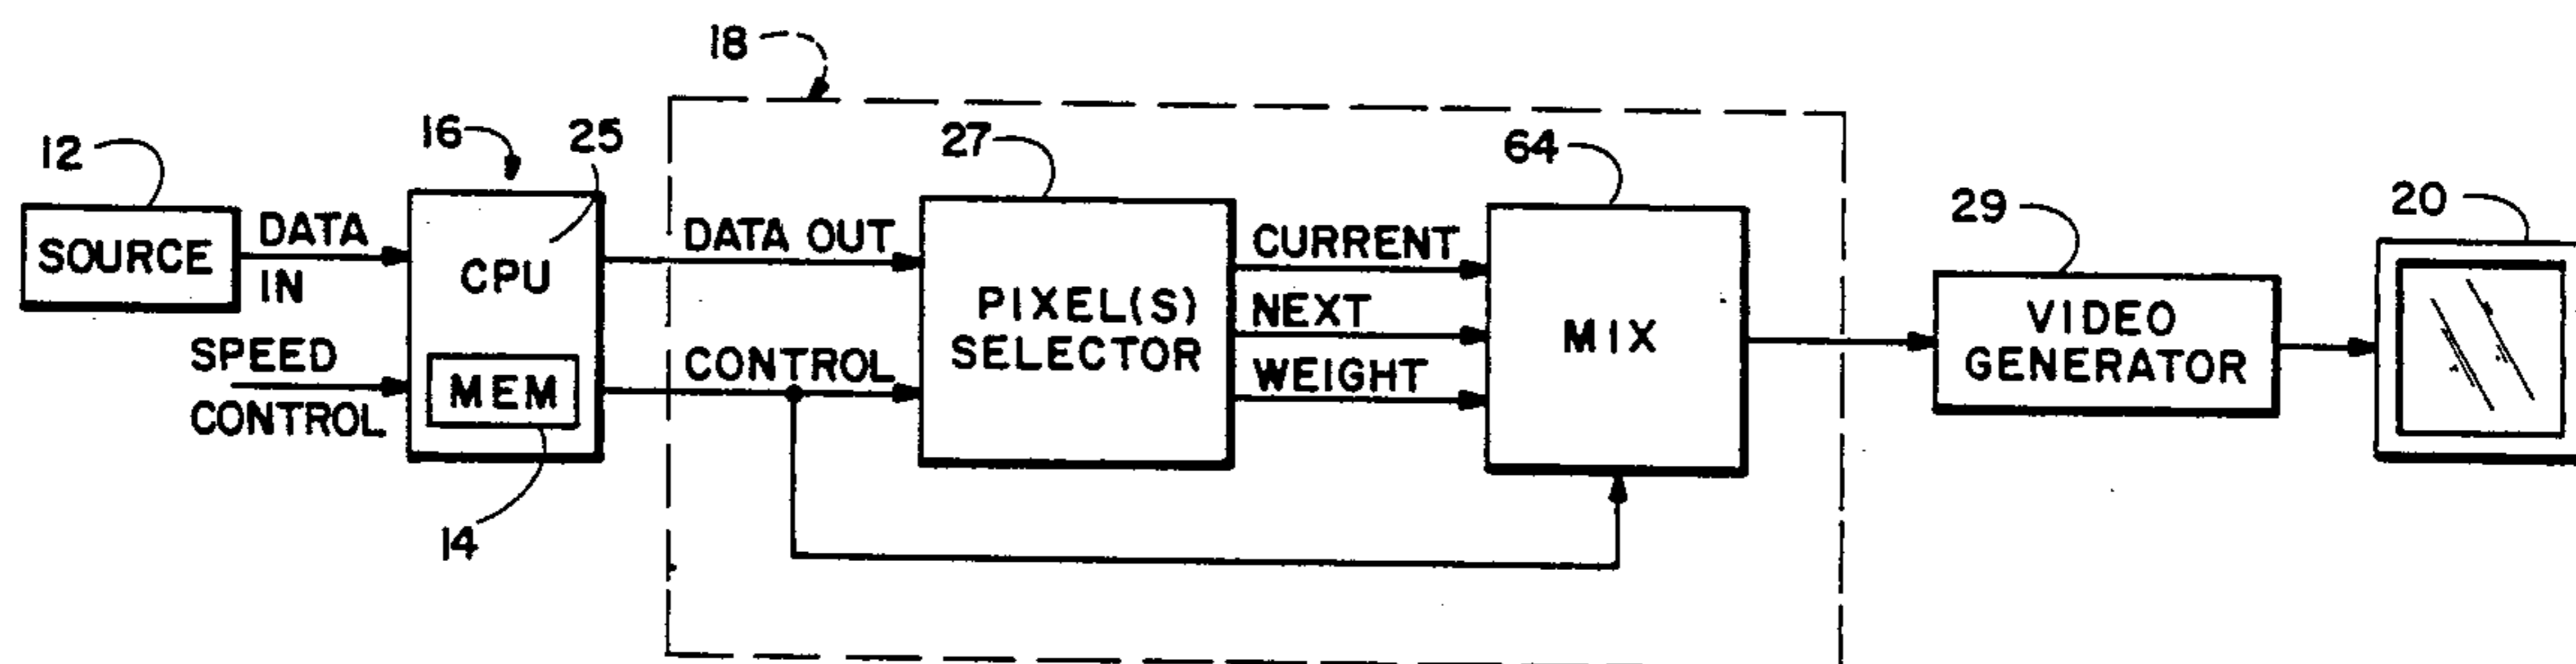 18
12
16
25
27
64
29
20
SOURCE
DATA
IN
SPEED
CONTROL
CPU
MEM
14
DATA OUT
CONTROL
PIXEL(S)
SELECTOR
CURRENT
NEXT
WEIGHT
MIX
VIDEO
GENERATOR